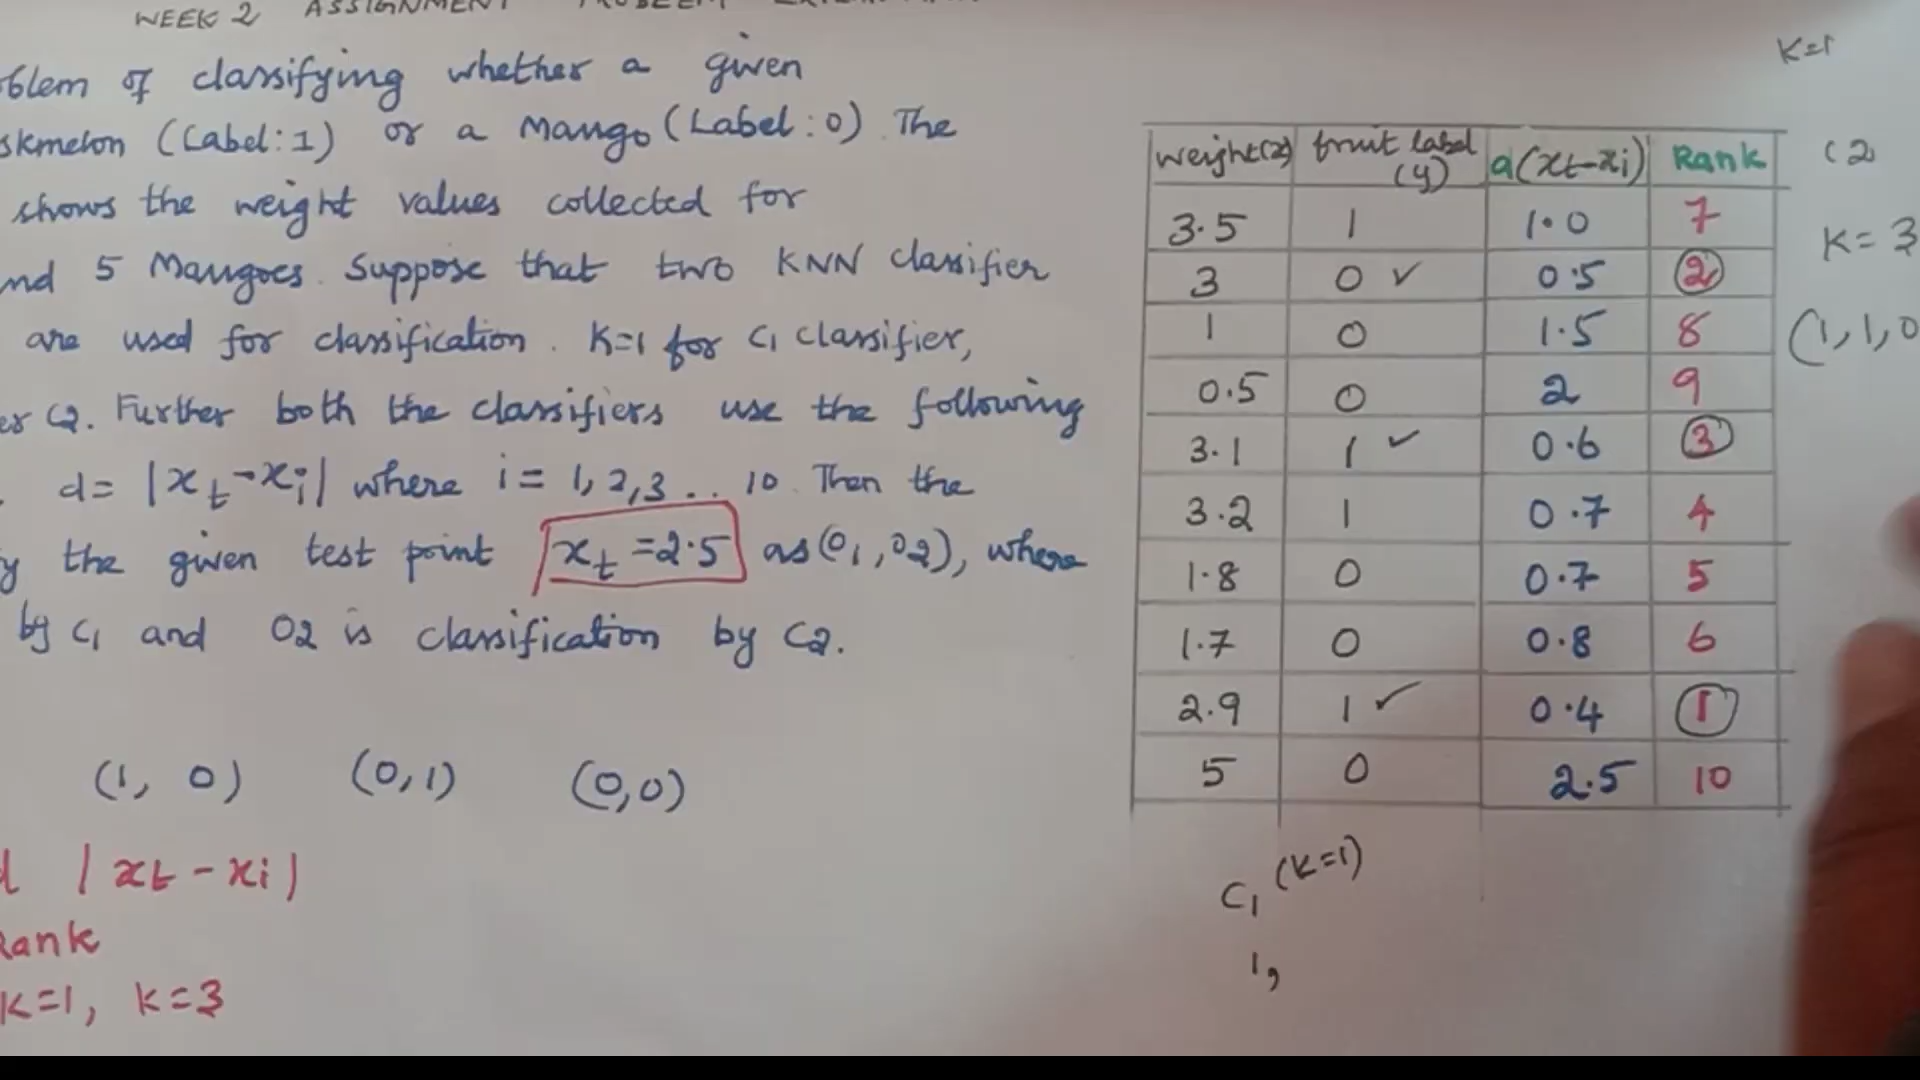 WEEK 2 ASSIGNMENT
oblem of classifying whether a given
skmelon (Label:1) or a Mango (Label:0) The
shows the weight values collected for
nd 5 Mangoes. Suppose that two KNN classifier
are used for classification. K=1 for C1 classifier,
er C2. Further both the classifiers use the following
d= |xt-xi| where i= 1,2,3 .. 10 Then the
y the given test point xt=2.5 as (01,02), where
by C1 and 02 is classification by C2.
(1, 0) (0,1) (0,0)
d |xt-xi|
Rank
K=1, K=3
weight(x) fruit label (y) a(xt-xi) Rank
3.5 1 1.0 7
3 0 ✓ 0.5 2
1 0 1.5 8
0.5 0 2 9
3.1 1 ✓ 0.6 3
3.2 1 0.7 4
1.8 0 0.7 5
1.7 0 0.8 6
2.9 1 ✓ 0.4 1
5 0 2.5 10
C1 (K=1)
1,
K=1
C2
K=3
(1,1,0